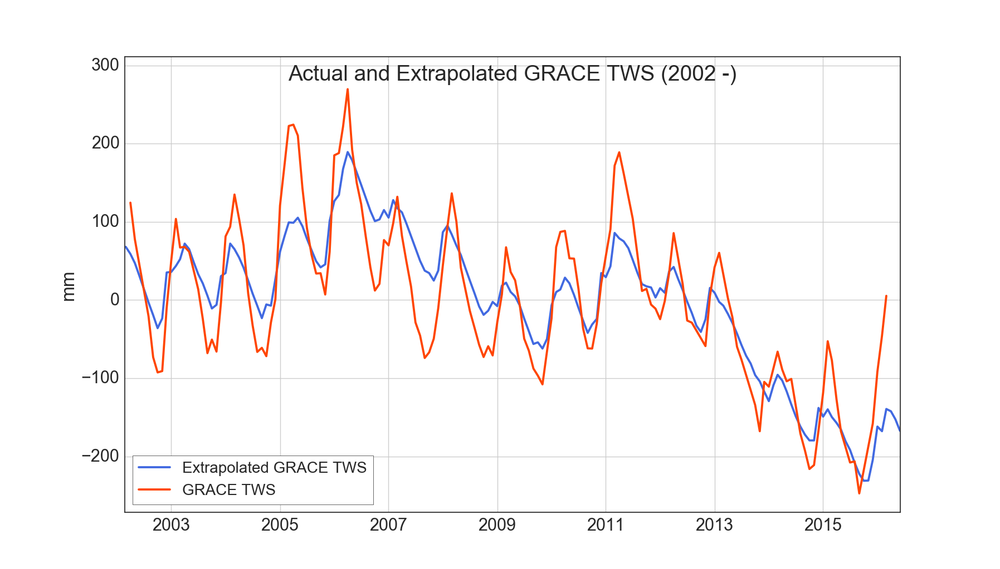 Actual and Extrapolated GRACE TWS (2002 -)
300
200
100
0
−100
−200
mm
Extrapolated GRACE TWS
GRACE TWS
2003 2005 2007 2009 2011 2013 2015